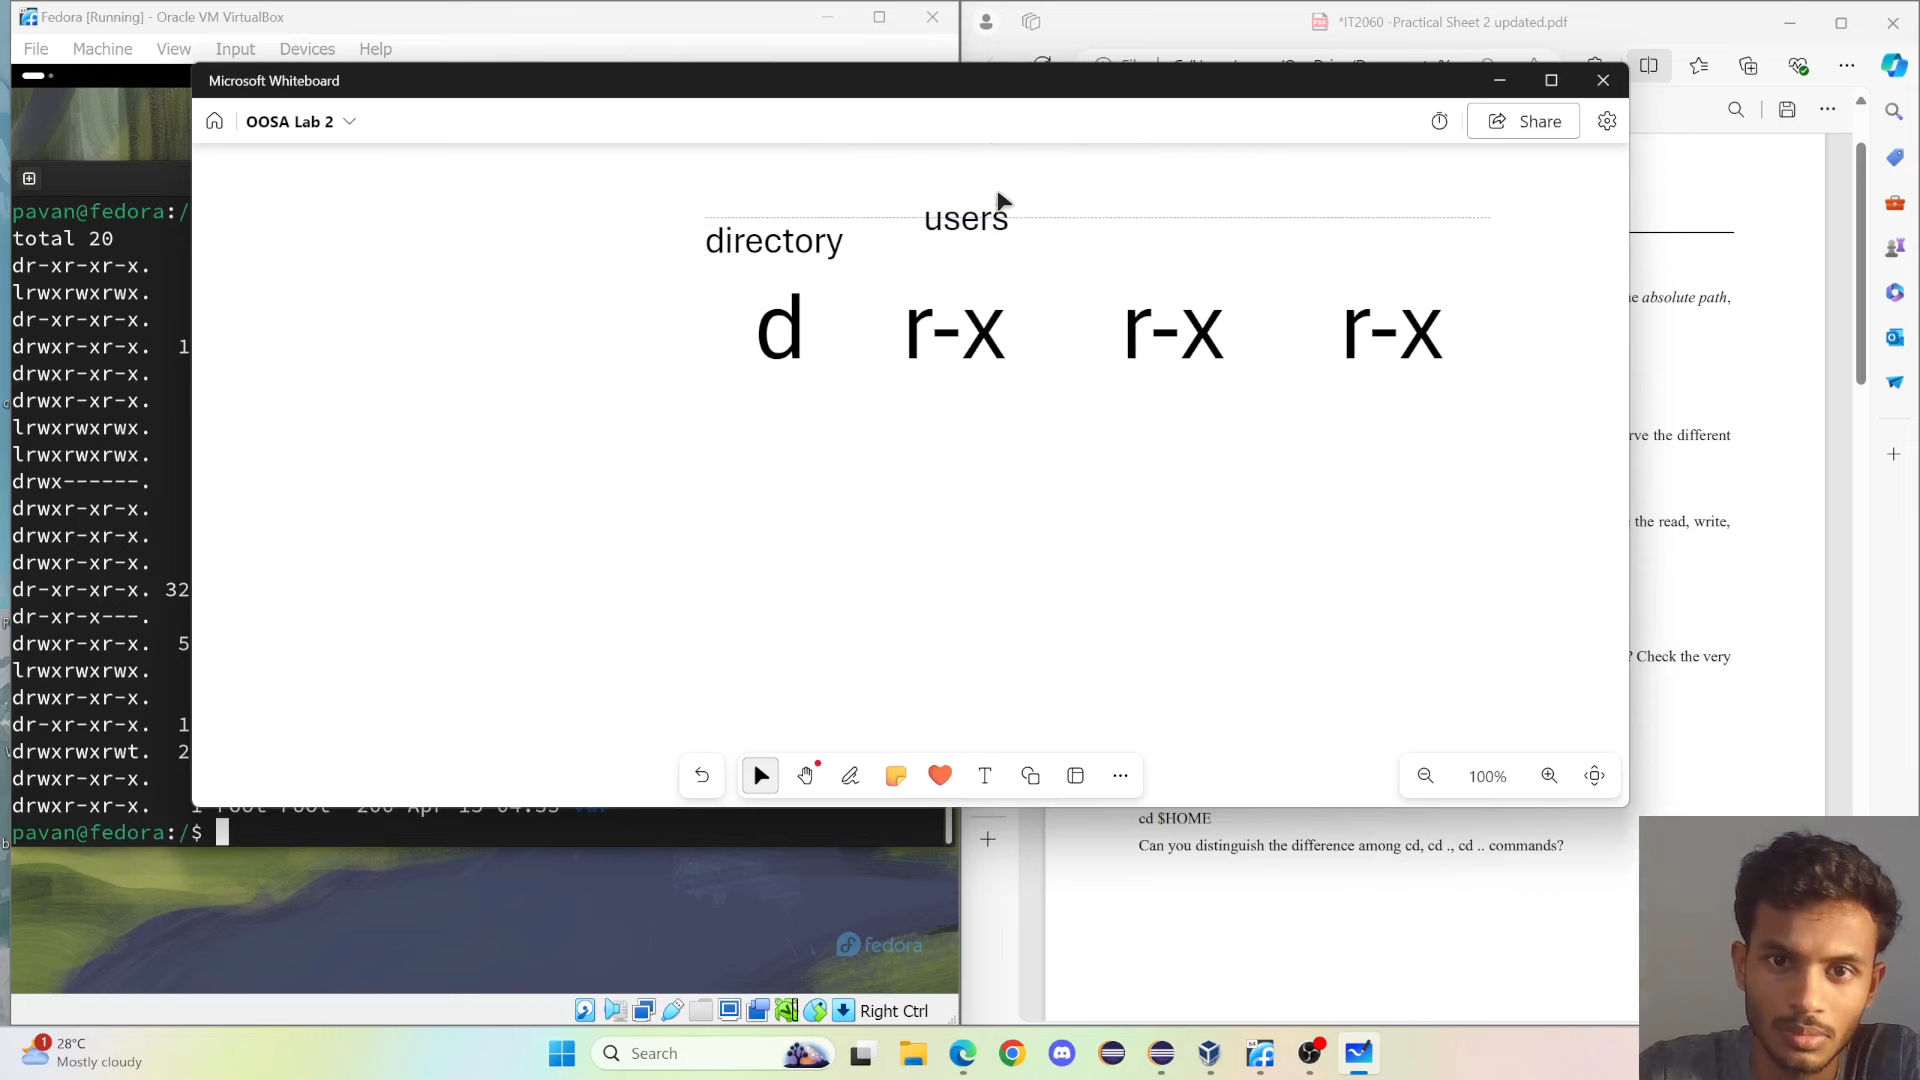 Fedora [Running] - Oracle VM VirtualBox
File Machine View Input Devices Help
*IT2060 -Practical Sheet 2 updated.pdf
Microsoft Whiteboard
OOSA Lab 2
Share
users
directory
d r-x r-x r-x
100%
pavan@fedora:/
total 20
dr-xr-xr-x.
lrwxrwxrwx.
dr-xr-xr-x.
drwxr-xr-x. 1
drwxr-xr-x.
drwxr-xr-x.
lrwxrwxrwx.
lrwxrwxrwx.
drwx------.
drwxr-xr-x.
drwxr-xr-x.
drwxr-xr-x.
dr-xr-xr-x. 32
dr-xr-x---.
drwxr-xr-x. 5
lrwxrwxrwx.
drwxr-xr-x.
dr-xr-xr-x. 1
drwxrwxrwt. 2
drwxr-xr-x.
drwxr-xr-x.
pavan@fedora:/$
absolute path,
rve the different
the read, write,
? Check the very
cd $HOME
Can you distinguish the difference among cd, cd ., cd .. commands?
fedora
Right Ctrl
1
28°C
Mostly cloudy
Search